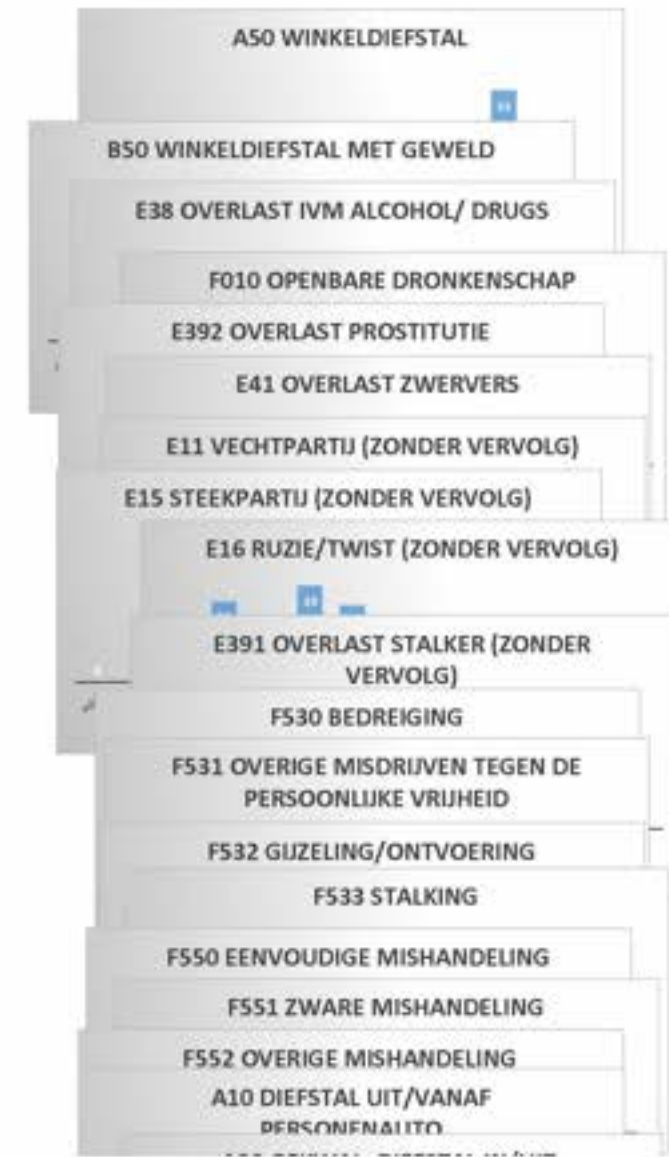 A50 WINKELDIEFSTAL
B50 WINKELDIEFSTAL MET GEWELD
E38 OVERLAST IVM ALCOHOL/ DRUGS
F010 OPENBARE DRONKENSCHAP
E392 OVERLAST PROSTITUTIE
E41 OVERLAST ZWERVERS
E11 VECHTPARTIJ (ZONDER VERVOLG)
E15 STEEKPARTIJ (ZONDER VERVOLG)
E16 RUZIE/TWIST (ZONDER VERVOLG)
E391 OVERLAST STALKER (ZONDER
VERVOLG)
F530 BEDREIGING
F531 OVERIGE MISDRIJVEN TEGEN DE
PERSOONLIJKE VRIJHEID
F532 GIJZELING/ONTVOERING
F533 STALKING
F550 EENVOUDIGE MISHANDELING
F551 ZWARE MISHANDELING
F552 OVERIGE MISHANDELING
A10 DIEFSTAL UIT/VANAF
PERSONENAUTO